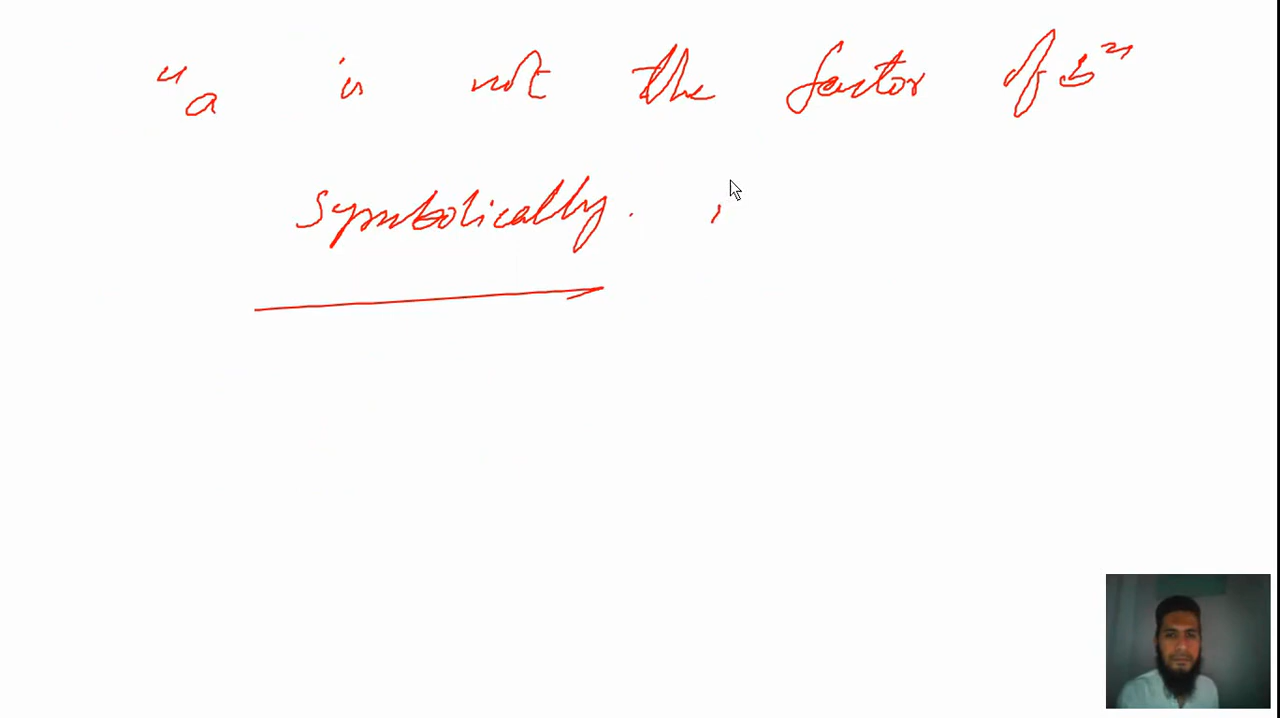 "a is not the factor of b"
Symbolically. ,